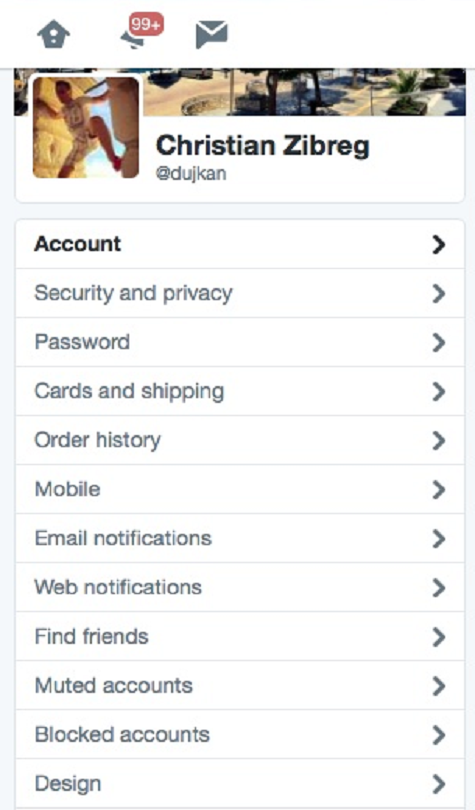 99+
Christian Zibreg
@dujkan
Account
Security and privacy
Password
Cards and shipping
Order history
Mobile
Email notifications
Web notifications
Find friends
Muted accounts
Blocked accounts
Design